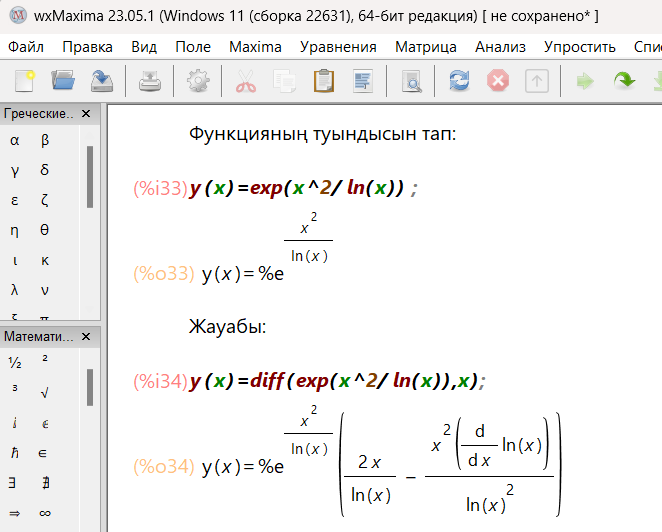 wxMaxima 23.05.1 (Windows 11 (сборка 22631), 64-бит редакция) [ не сохранено* ]
Файл Правка Вид Поле Maxima Уравнения Матрица Анализ Упростить Спис
Греческие.. ×
α β
γ δ
ε ζ
η θ
ι κ
λ ν
ξ π
Математи... ×
½ ²
³ √
ⅈ ϵ
ħ ∈
∃ ∄
⇒ ∞
Функцияның туындысын тап:
(%i33) y(x)=exp(x^2/ ln(x)) ;
(%o33) y(x)=%e^(x^2/ln(x))
Жауабы:
(%i34) y(x)=diff(exp(x^2/ ln(x)),x);
(%o34) y(x)=%e^(x^2/ln(x)) (2 x/ln(x) − x^2 (d/d x ln(x))/ln(x)^2)